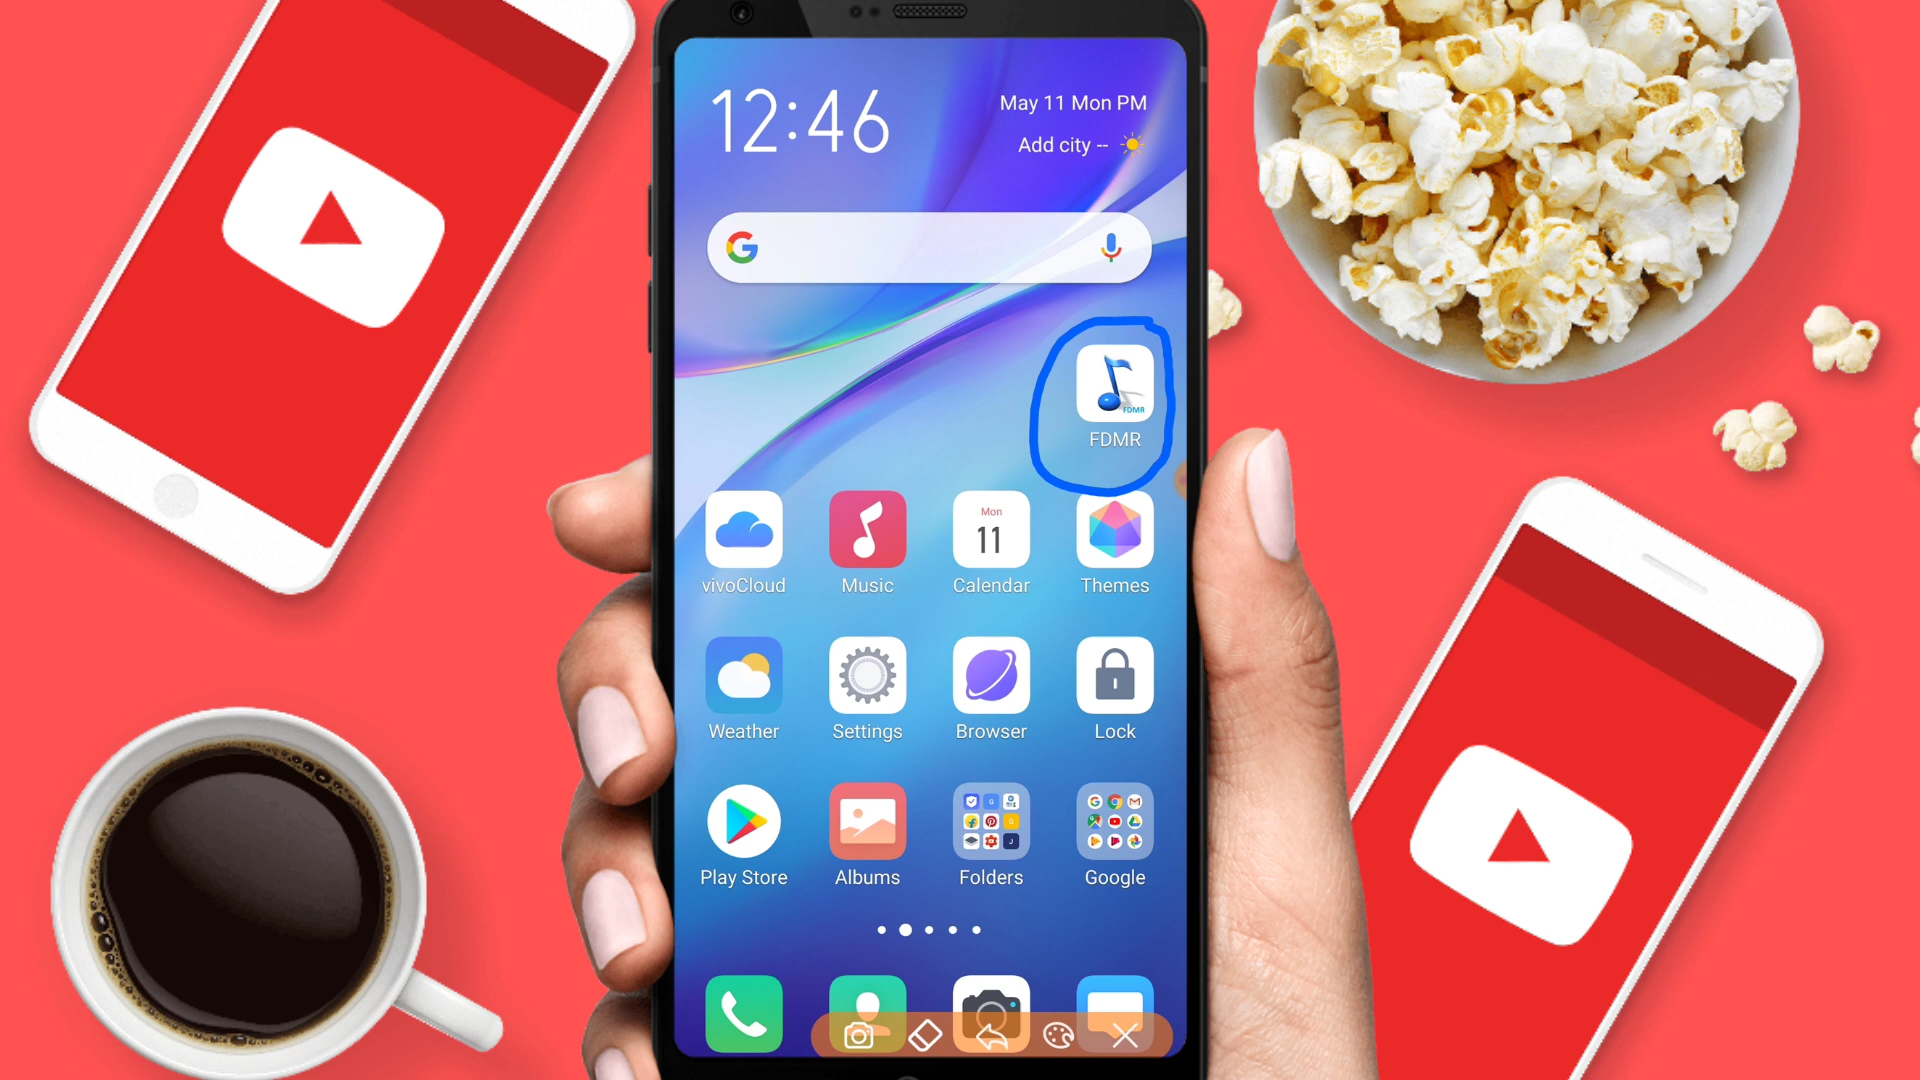 12:46
May 11 Mon PM
Add city --
FDMR
FDMR
Mon
11
vivoCloud
Music
Calendar
Themes
Weather
Settings
Browser
Lock
Play Store
Albums
Folders
Google